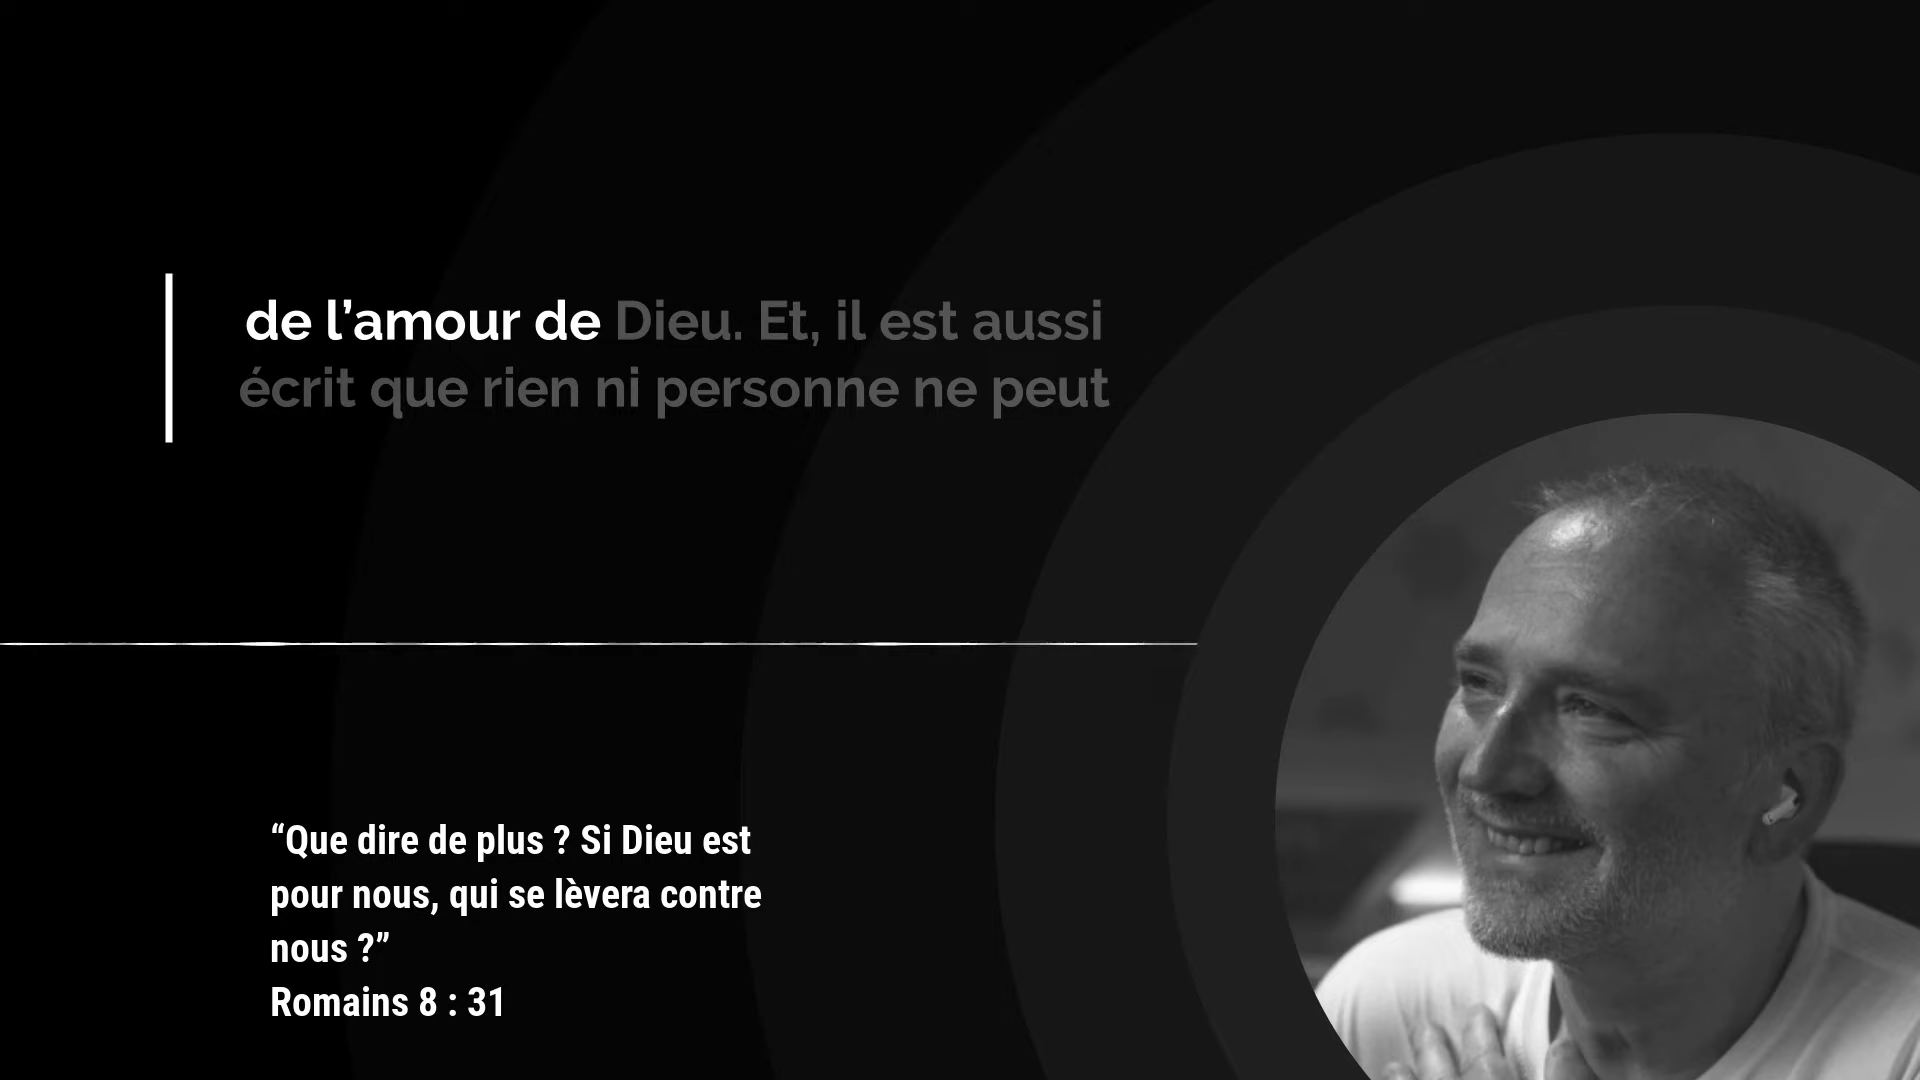 de l’amour de Dieu. Et, il est aussi
écrit que rien ni personne ne peut
“Que dire de plus ? Si Dieu est
pour nous, qui se lèvera contre
nous ?”
Romains 8 : 31